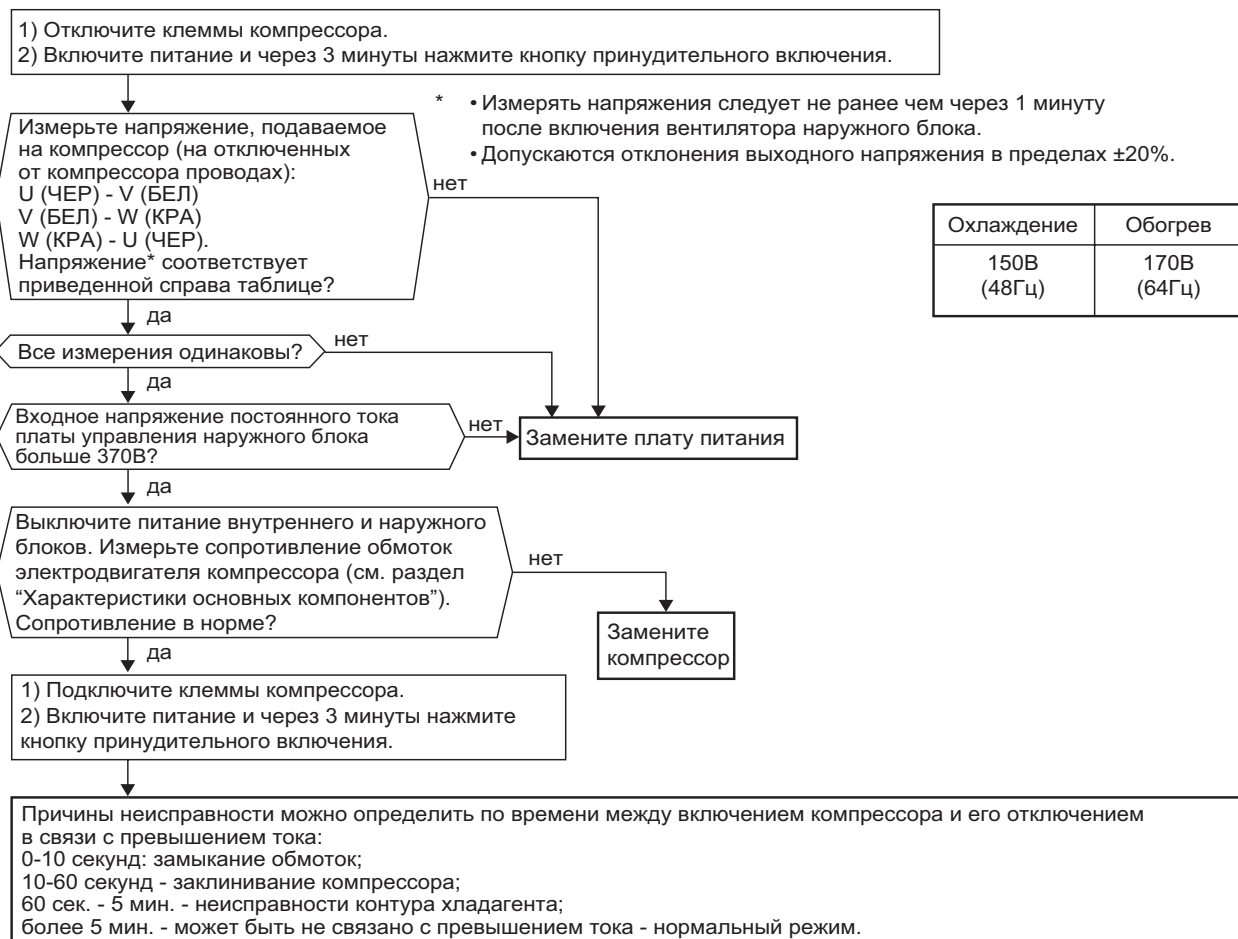 1) Отключите клеммы компрессора.
2) Включите питание и через 3 минуты нажмите кнопку принудительного включения.
* • Измерять напряжения следует не ранее чем через 1 минуту
после включения вентилятора наружного блока.
• Допускаются отклонения выходного напряжения в пределах ±20%.
Измерьте напряжение, подаваемое
на компрессор (на отключенных
от компрессора проводах):
U (ЧЕР) - V (БЕЛ)
V (БЕЛ) - W (КРА)
W (КРА) - U (ЧЕР).
Напряжение* соответствует
приведенной справа таблице?
нет
Охлаждение Обогрев
150В 170В
(48Гц) (64Гц)
да
Все измерения одинаковы?
нет
да
Входное напряжение постоянного тока
платы управления наружного блока
больше 370В?
нет
Замените плату питания
да
Выключите питание внутреннего и наружного
блоков. Измерьте сопротивление обмоток
электродвигателя компрессора (см. раздел
“Характеристики основных компонентов”).
Сопротивление в норме?
нет
Замените
компрессор
да
1) Подключите клеммы компрессора.
2) Включите питание и через 3 минуты нажмите
кнопку принудительного включения.
Причины неисправности можно определить по времени между включением компрессора и его отключением
в связи с превышением тока:
0-10 секунд: замыкание обмоток;
10-60 секунд - заклинивание компрессора;
60 сек. - 5 мин. - неисправности контура хладагента;
более 5 мин. - может быть не связано с превышением тока - нормальный режим.